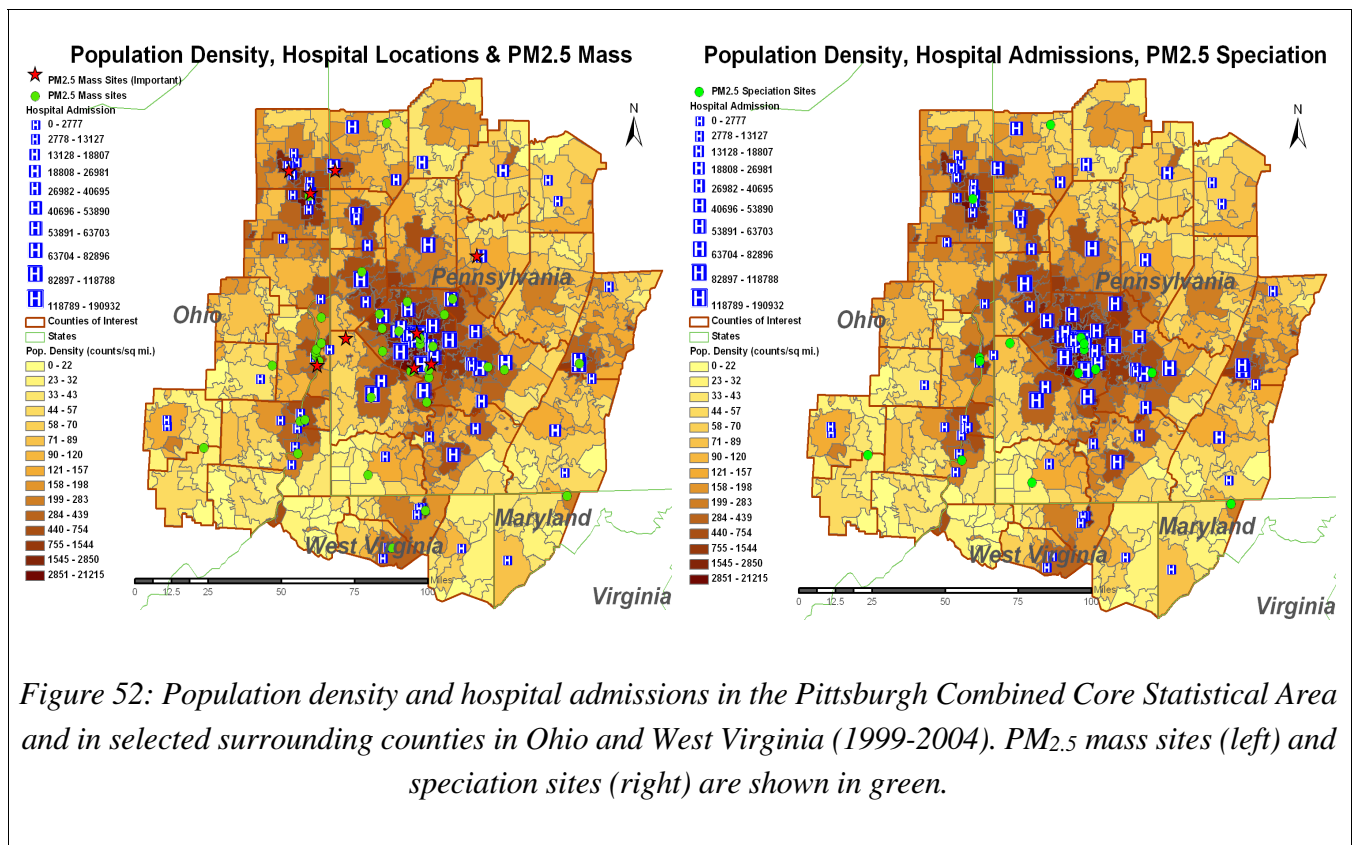 Population Density, Hospital Locations & PM2.5 Mass
PM2.5 Mass Sites (Important)
PM2.5 Mass sites
Hospital Admission
H 0 - 2777
H 2778 - 13127
H 13128 - 18807
H 18808 - 26981
H 26982 - 40695
H 40696 - 53890
H 53891 - 63703
H 63704 - 82896
H 82897 - 118788
H 118789 - 190932
Counties of Interest
States
Pop. Density (counts/sq mi.)
0 - 22
23 - 32
33 - 43
44 - 57
58 - 70
71 - 89
90 - 120
121 - 157
158 - 198
199 - 283
284 - 439
440 - 754
755 - 1544
1545 - 2850
2851 - 21215
N
Pennsylvania
Ohio
Maryland
West Virginia
Virginia
Miles
0 12.5 25 50 75 100
Population Density, Hospital Admissions, PM2.5 Speciation
PM2.5 Speciation Sites
Hospital Admission
H 0 - 2777
H 2778 - 13127
H 13128 - 18807
H 18808 - 26981
H 26982 - 40695
H 40696 - 53890
H 53891 - 63703
H 63704 - 82896
H 82897 - 118788
H 118789 - 190932
Counties of Interest
States
Pop. Density (counts/sq mi.)
0 - 22
23 - 32
33 - 43
44 - 57
58 - 70
71 - 89
90 - 120
121 - 157
158 - 198
199 - 283
284 - 439
440 - 754
755 - 1544
1545 - 2850
2851 - 21215
N
Pennsylvania
Ohio
Maryland
West Virginia
Virginia
Miles
0 12.5 25 50 75 100
Figure 52: Population density and hospital admissions in the Pittsburgh Combined Core Statistical Area
and in selected surrounding counties in Ohio and West Virginia (1999-2004). PM2.5 mass sites (left) and
speciation sites (right) are shown in green.